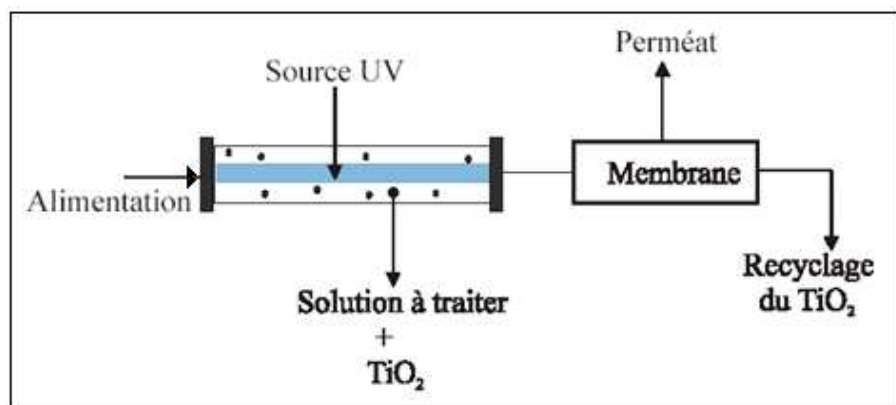 Perméat
Source UV
Membrane
Alimentation
Recyclage
du TiO₂
Solution à traiter
+
TiO₂